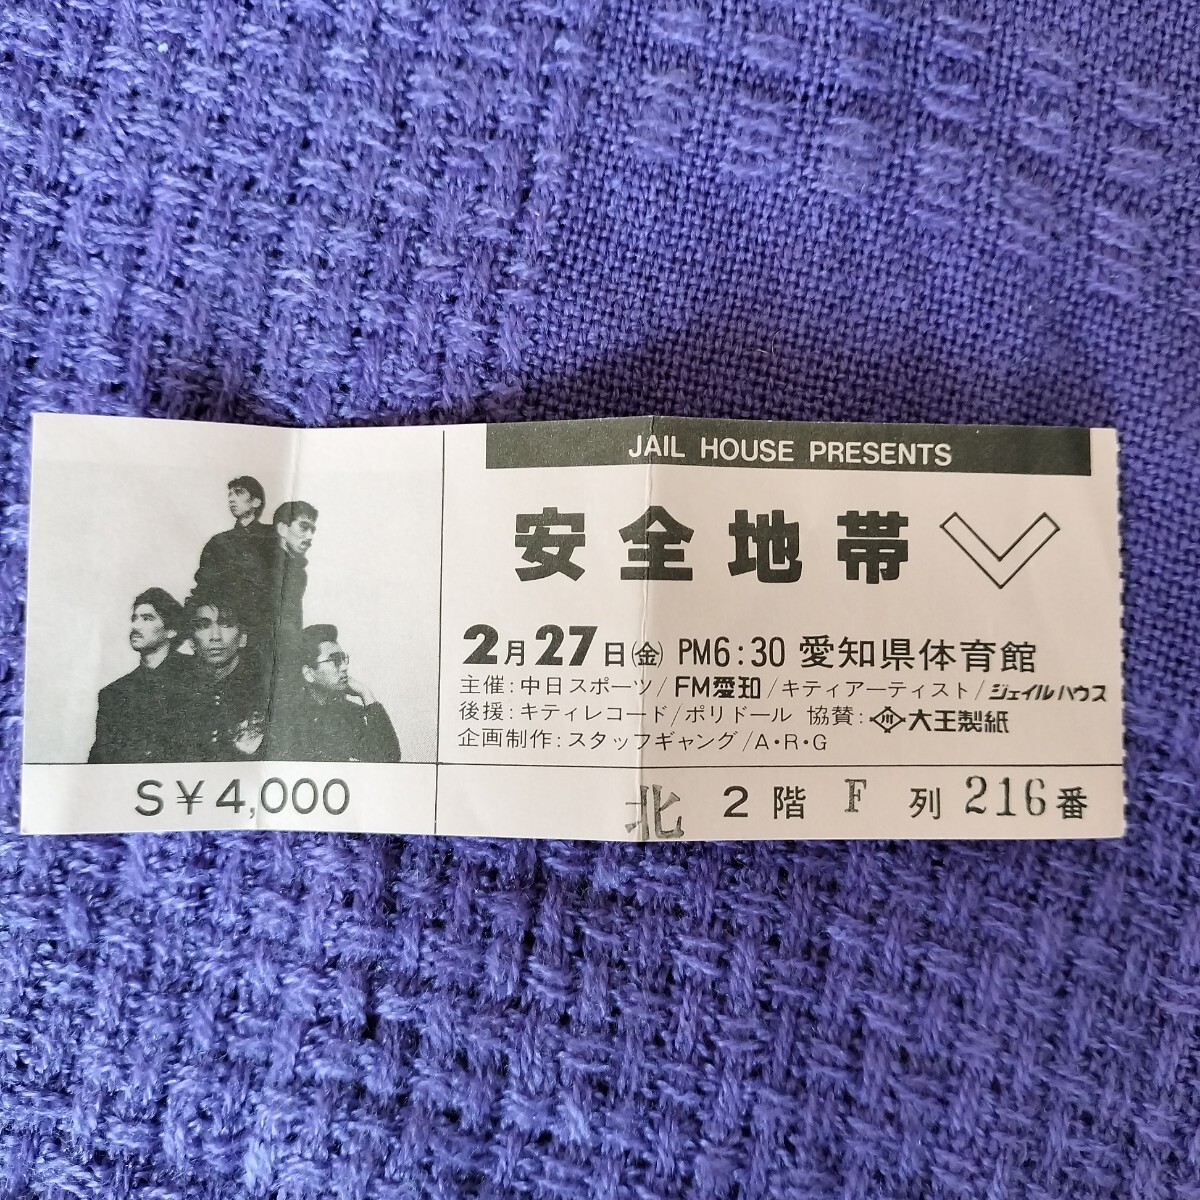 JAIL HOUSE PRESENTS
安全地帯 V
2月27日(金) PM6:30 愛知県体育館
主催:中日スポーツ/FM愛知/キティアーティスト/ジェイルハウス
後援:キティレコード/ポリドール 協賛:川 大王製紙
企画制作:スタッフギャング/A・R・G
S¥4,000
北 2階 F 列 216番